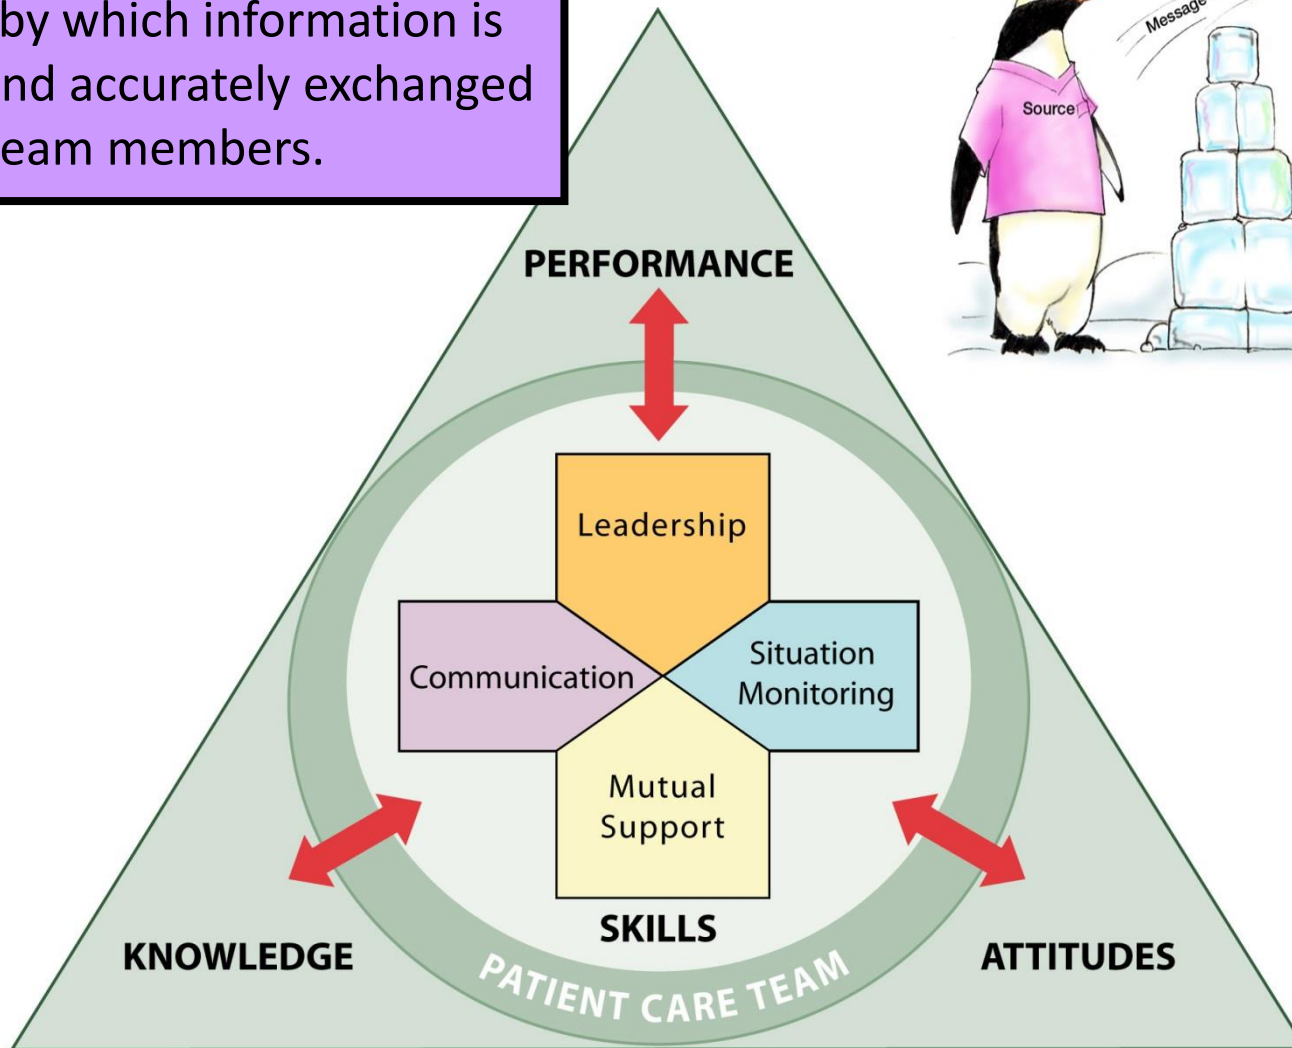 by which information is
nd accurately exchanged
eam members.
Message
Source
PERFORMANCE
Leadership
Communication
Situation
Monitoring
Mutual
Support
SKILLS
KNOWLEDGE
ATTITUDES
PATIENT CARE TEAM